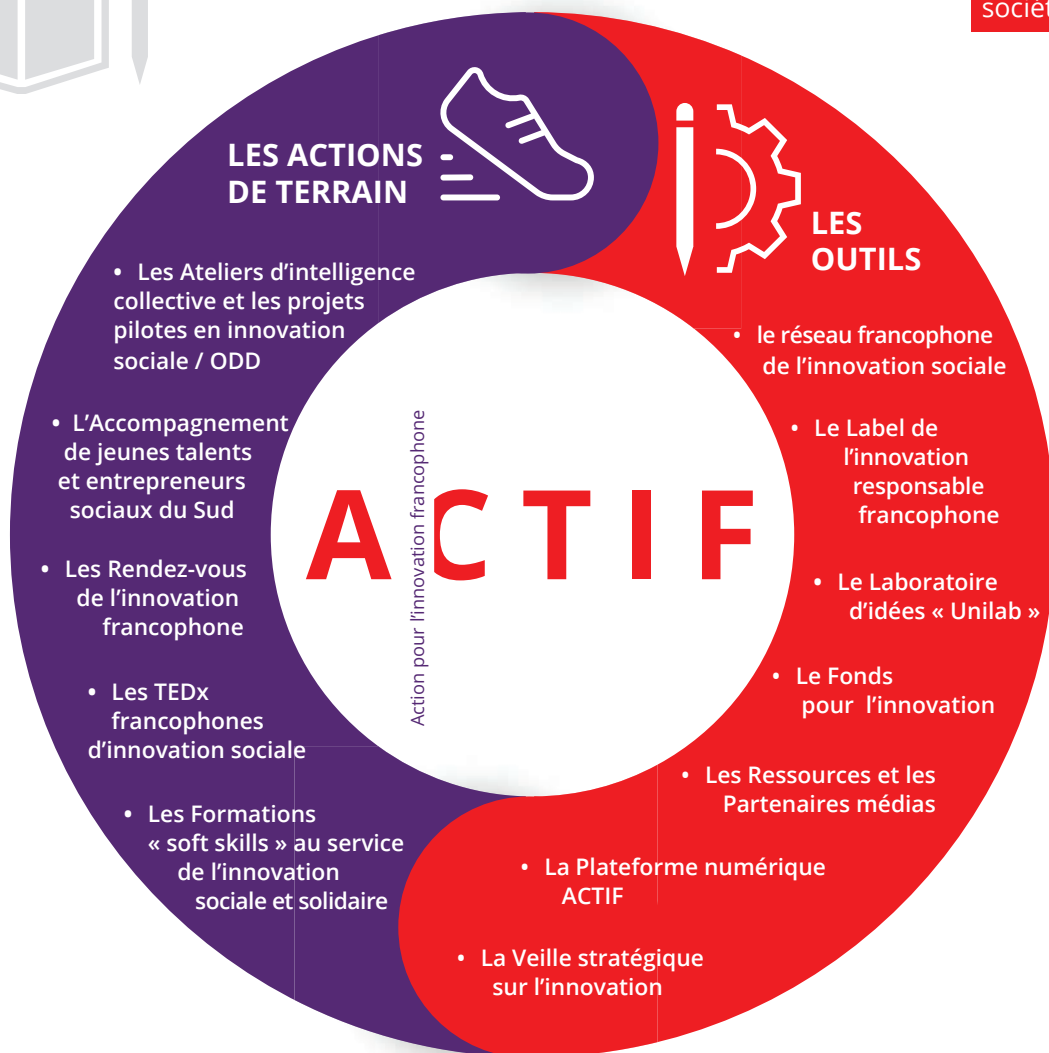 LES ACTIONS
DE TERRAIN
• Les Ateliers d’intelligence
collective et les projets
pilotes en innovation
sociale / ODD
• L’Accompagnement
de jeunes talents
et entrepreneurs
sociaux du Sud
• Les Rendez-vous
de l’innovation
francophone
• Les TEDx
francophones
d’innovation sociale
• Les Formations
« soft skills » au service
de l’innovation
sociale et solidaire
ACTIF
Action pour l’innovation francophone
LES
OUTILS
• le réseau francophone
de l’innovation sociale
• Le Label de
l’innovation
responsable
francophone
• Le Laboratoire
d’idées « Unilab »
• Le Fonds
pour l’innovation
• Les Ressources et les
Partenaires médias
• La Plateforme numérique
ACTIF
• La Veille stratégique
sur l’innovation